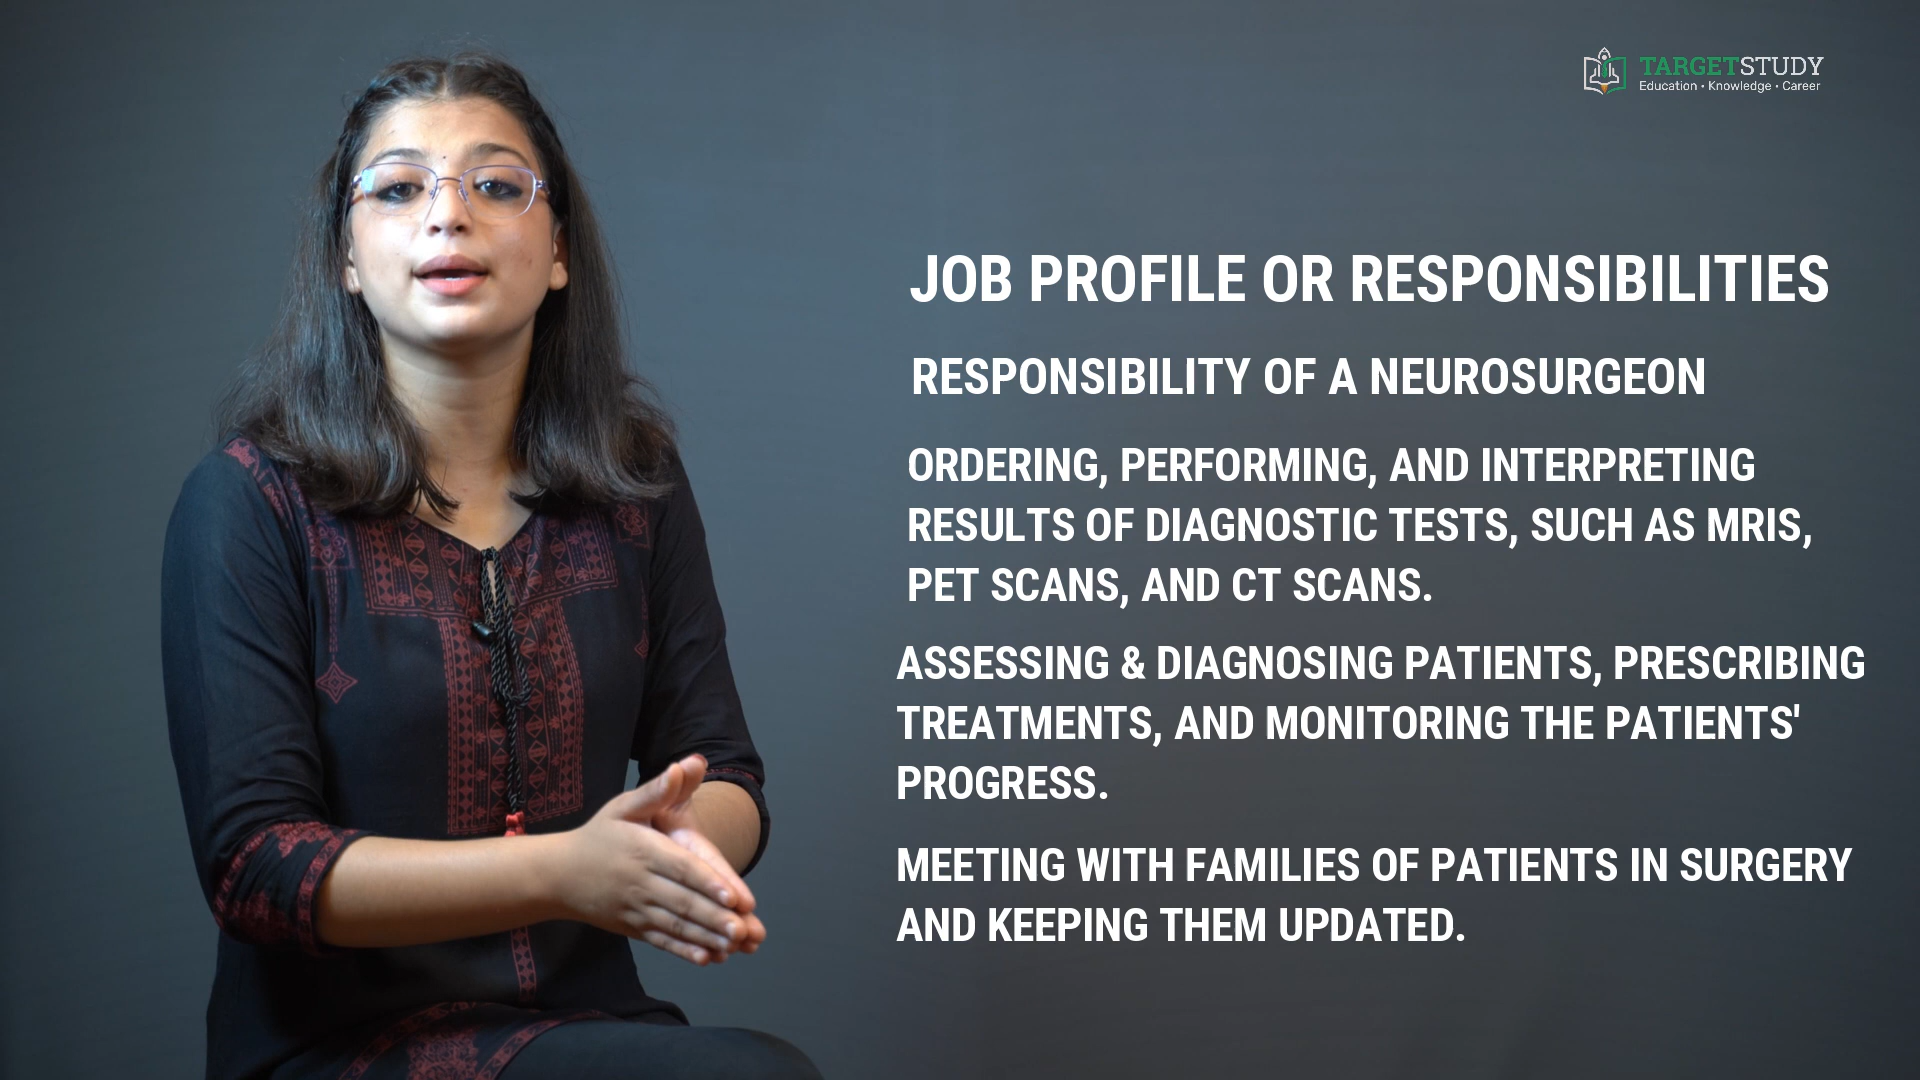 TARGETSTUDY
Education • Knowledge • Career
JOB PROFILE OR RESPONSIBILITIES
RESPONSIBILITY OF A NEUROSURGEON
ORDERING, PERFORMING, AND INTERPRETING
RESULTS OF DIAGNOSTIC TESTS, SUCH AS MRIS,
PET SCANS, AND CT SCANS.
ASSESSING & DIAGNOSING PATIENTS, PRESCRIBING
TREATMENTS, AND MONITORING THE PATIENTS'
PROGRESS.
MEETING WITH FAMILIES OF PATIENTS IN SURGERY
AND KEEPING THEM UPDATED.